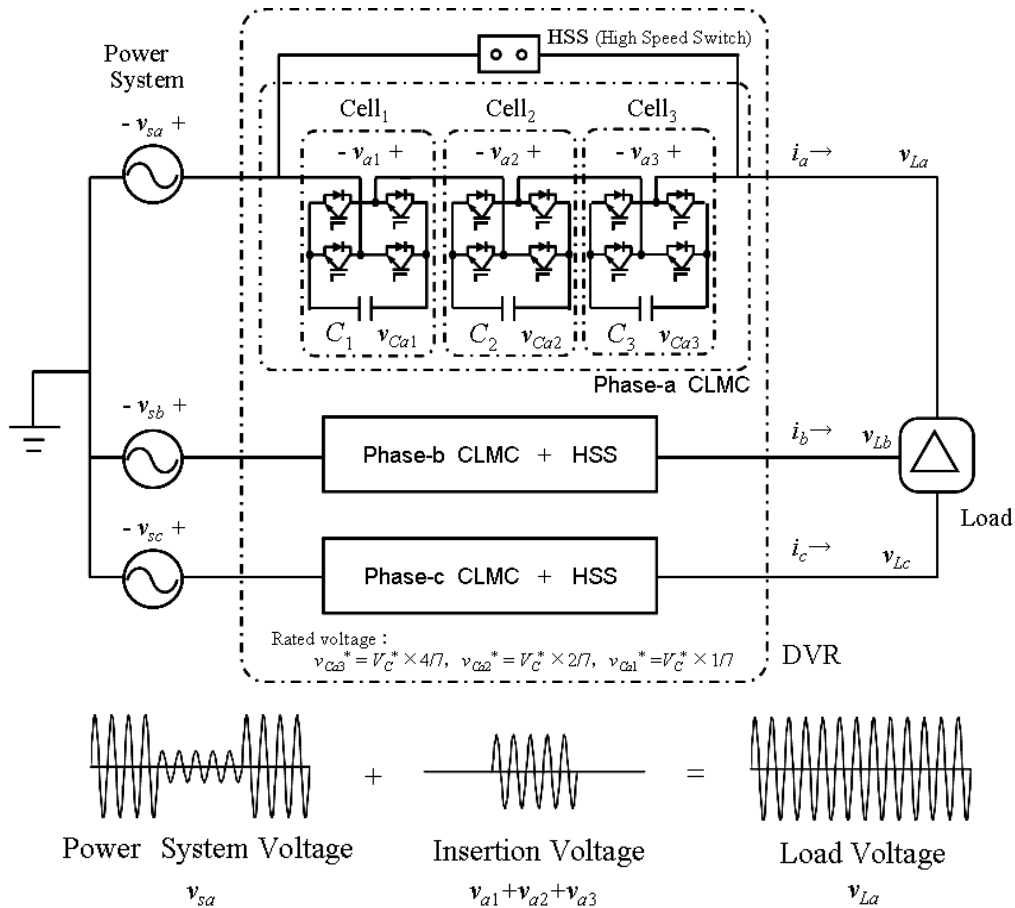 HSS (High Speed Switch)
Power
System
Cell₁ Cell₂ Cell₃
- vsa +
- va1 + - va2 + - va3 +
ia→ vLa
C₁ vCa1 C₂ vCa2 C₃ vCa3
Phase-a CLMC
- vsb +
ib→ vLb
Phase-b CLMC + HSS
Load
- vsc +
ic→ vLc
Phase-c CLMC + HSS
Rated voltage :
vCa3* = VC* × 4/7, vCa2* = VC* × 2/7, vCa1* = VC* × 1/7
DVR
+ =
Power System Voltage Insertion Voltage Load Voltage
vsa va1+va2+va3 vLa